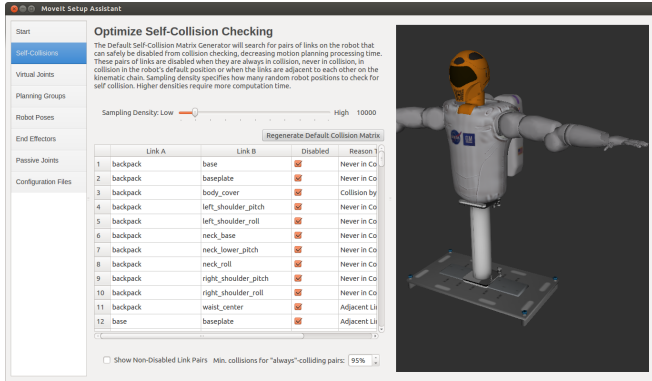 MoveIt Setup Assistant
Start
Self-Collisions
Virtual Joints
Planning Groups
Robot Poses
End Effectors
Passive Joints
Configuration Files
Optimize Self-Collision Checking
The Default Self-Collision Matrix Generator will search for pairs of links on the robot that
can safely be disabled from collision checking, decreasing motion planning processing time.
These pairs of links are disabled when they are always in collision, never in collision, in
collision in the robot's default position or when the links are adjacent to each other on the
kinematic chain. Sampling density specifies how many random robot positions to check for
self collision. Higher densities require more computation time.
Sampling Density: Low High 10000
Regenerate Default Collision Matrix
Link A Link B Disabled Reason T
1 backpack base Never in Co
2 backpack baseplate Never in Co
3 backpack body_cover Collision by
4 backpack left_shoulder_pitch Never in Co
5 backpack left_shoulder_roll Never in Co
6 backpack neck_base Never in Co
7 backpack neck_lower_pitch Never in Co
8 backpack neck_roll Never in Co
9 backpack right_shoulder_pitch Never in Co
10 backpack right_shoulder_roll Never in Co
11 backpack waist_center Adjacent Li
12 base baseplate Adjacent Li
Show Non-Disabled Link Pairs Min. collisions for "always"-colliding pairs: 95%
GM